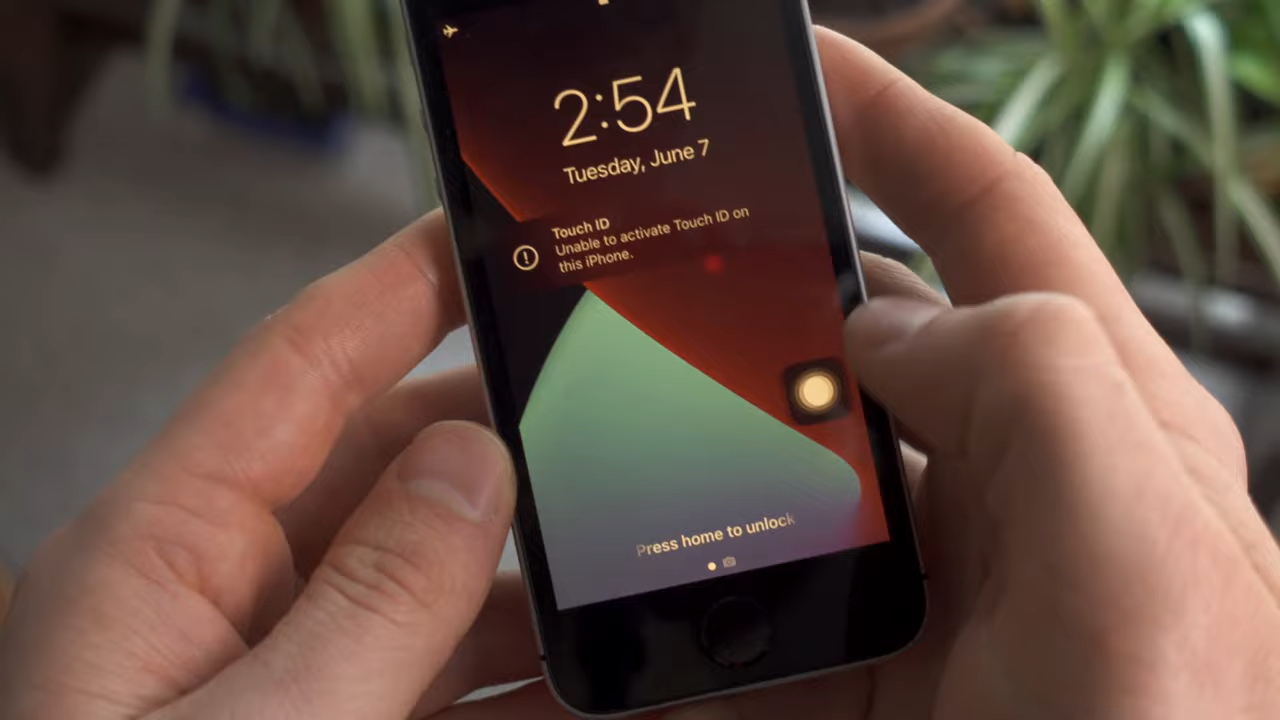 2:54
Tuesday, June 7
Touch ID
Unable to activate Touch ID on
this iPhone.
Press home to unlock